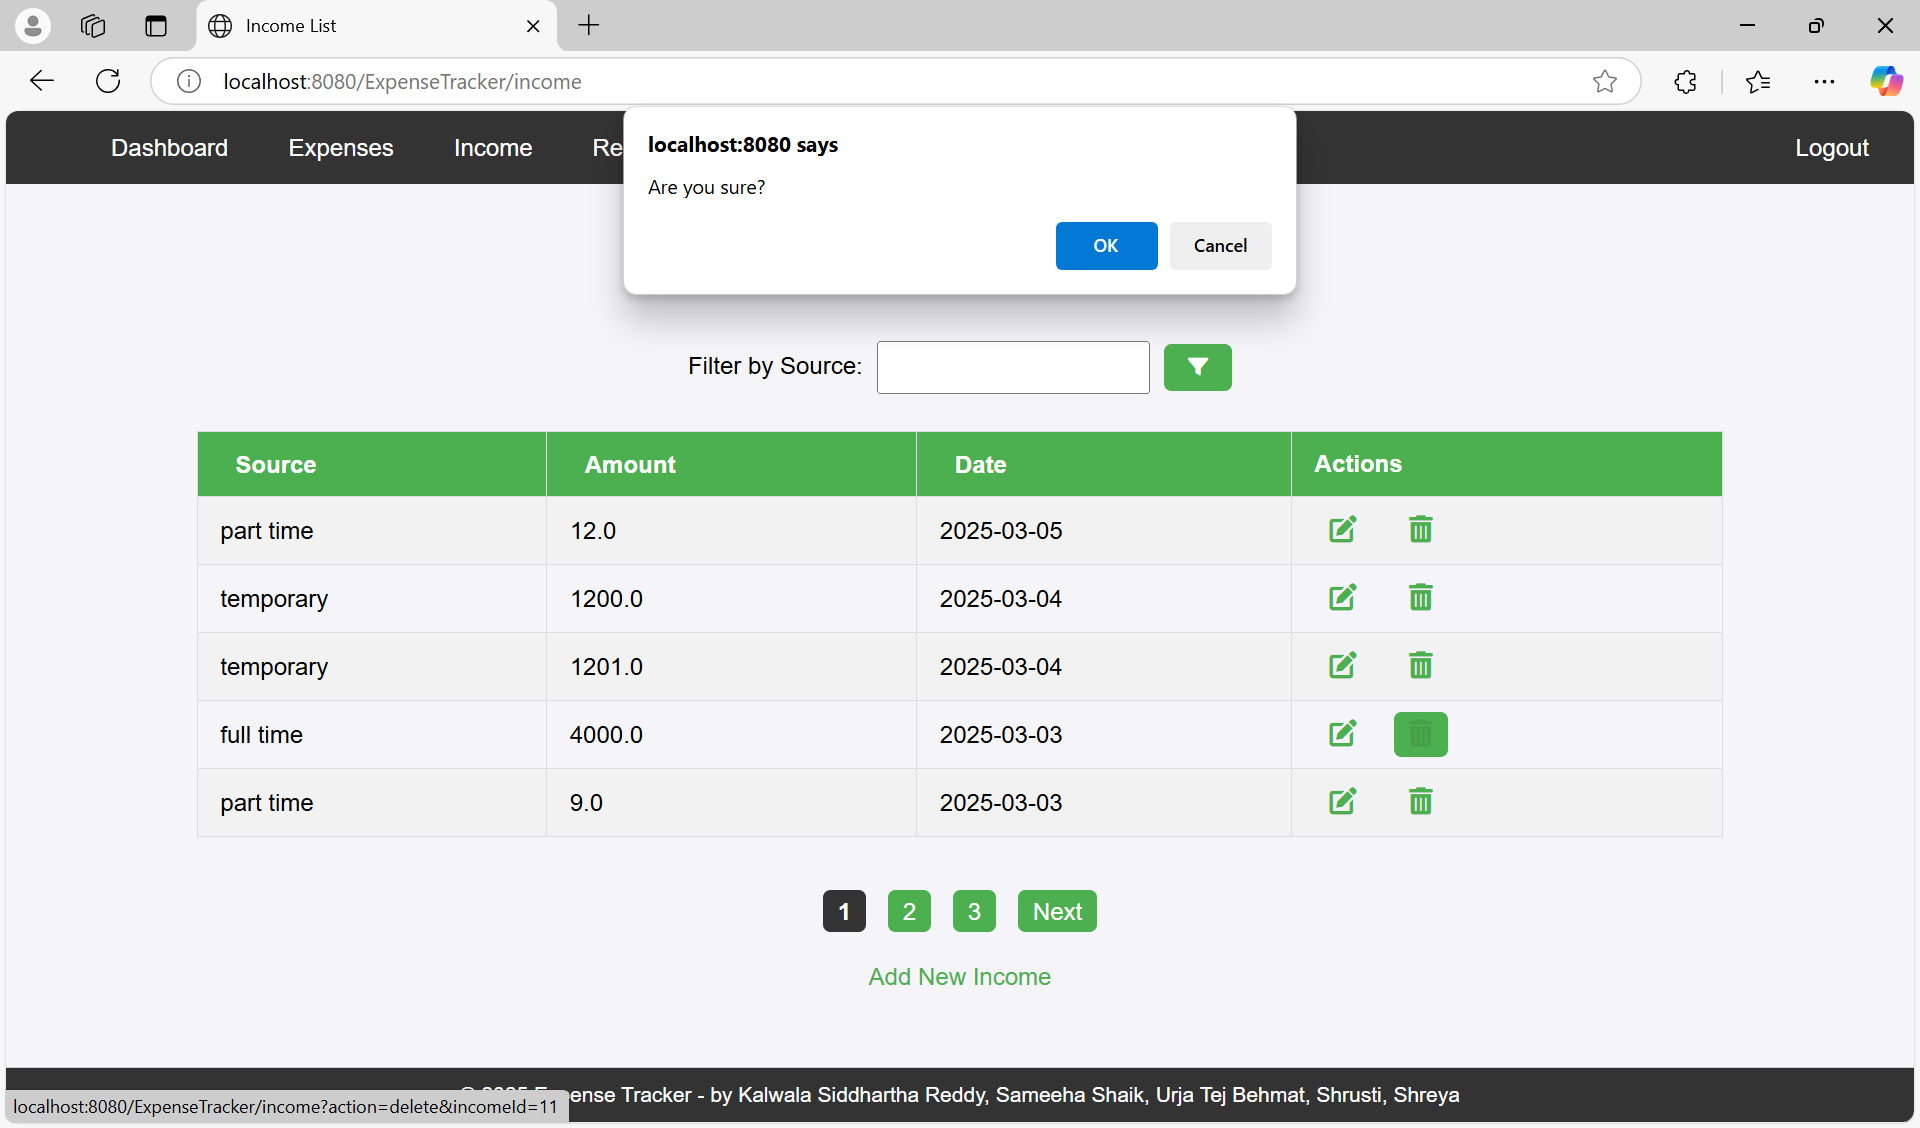 Income List
localhost:8080/ExpenseTracker/income
Dashboard Expenses Income Re Logout
localhost:8080 says
Are you sure?
OK Cancel
Filter by Source:
Source Amount Date Actions
part time 12.0 2025-03-05
temporary 1200.0 2025-03-04
temporary 1201.0 2025-03-04
full time 4000.0 2025-03-03
part time 9.0 2025-03-03
1 2 3 Next
Add New Income
ense Tracker - by Kalwala Siddhartha Reddy, Sameeha Shaik, Urja Tej Behmat, Shrusti, Shreya
localhost:8080/ExpenseTracker/income?action=delete&incomeId=11